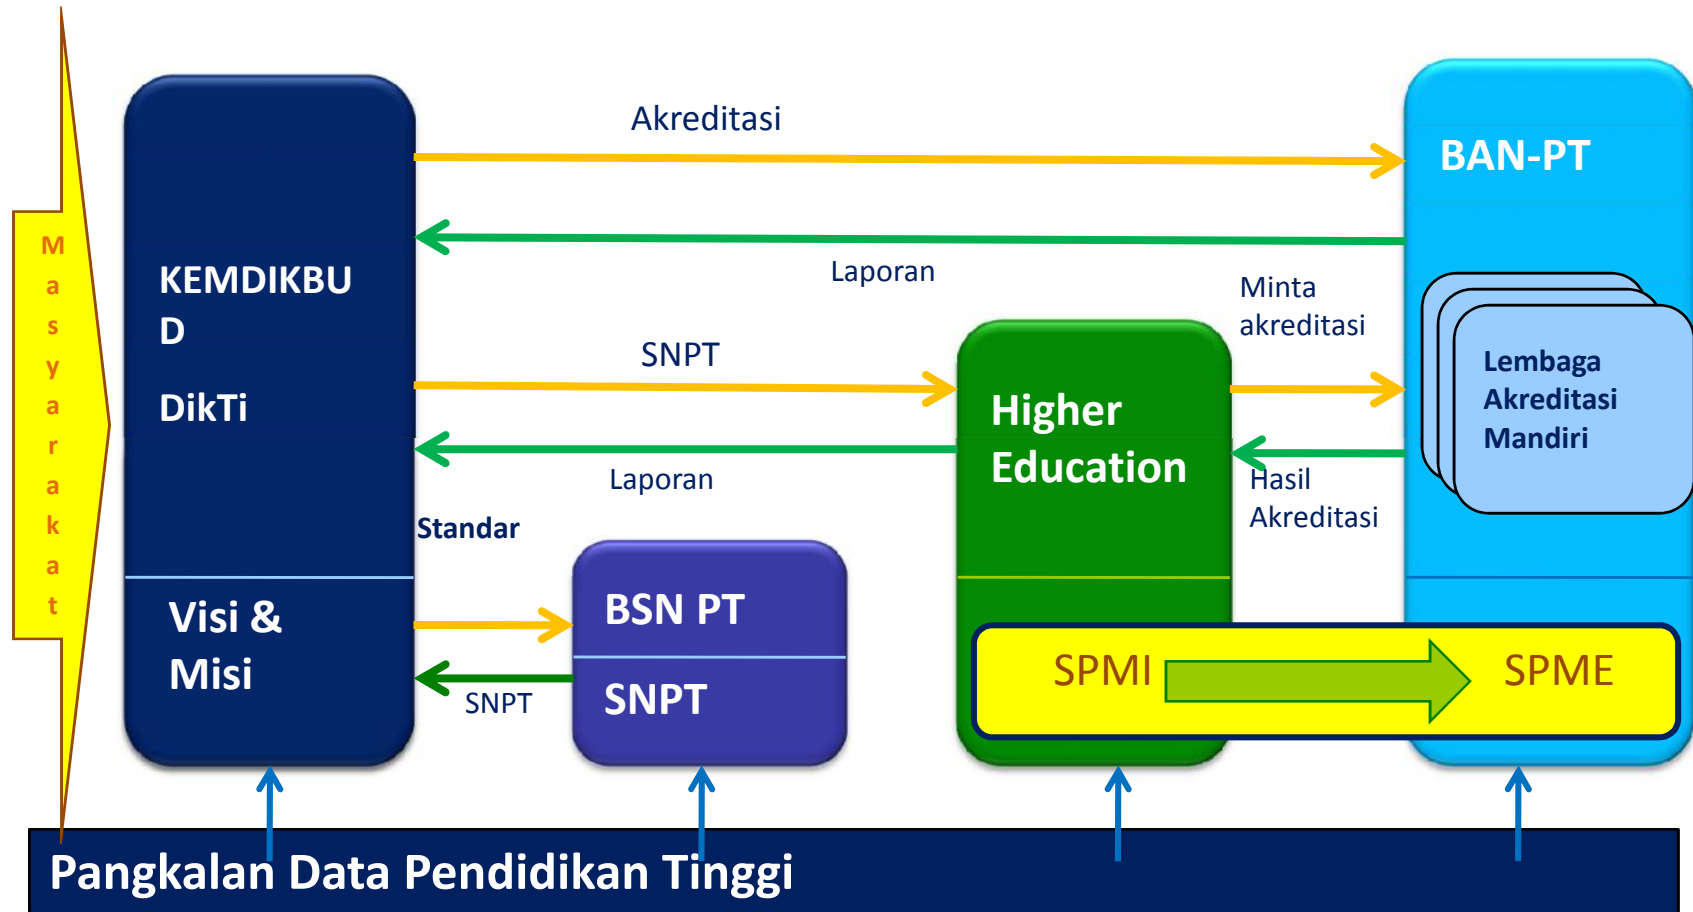 Masyarakat
KEMDIKBU
D
DikTi
Visi &
Misi
Akreditasi
Laporan
SNPT
Laporan
Standar
SNPT
BSN PT
SNPT
Higher
Education
Minta
akreditasi
Hasil
Akreditasi
BAN-PT
Lembaga
Akreditasi
Mandiri
SPMI
SPME
Pangkalan Data Pendidikan Tinggi